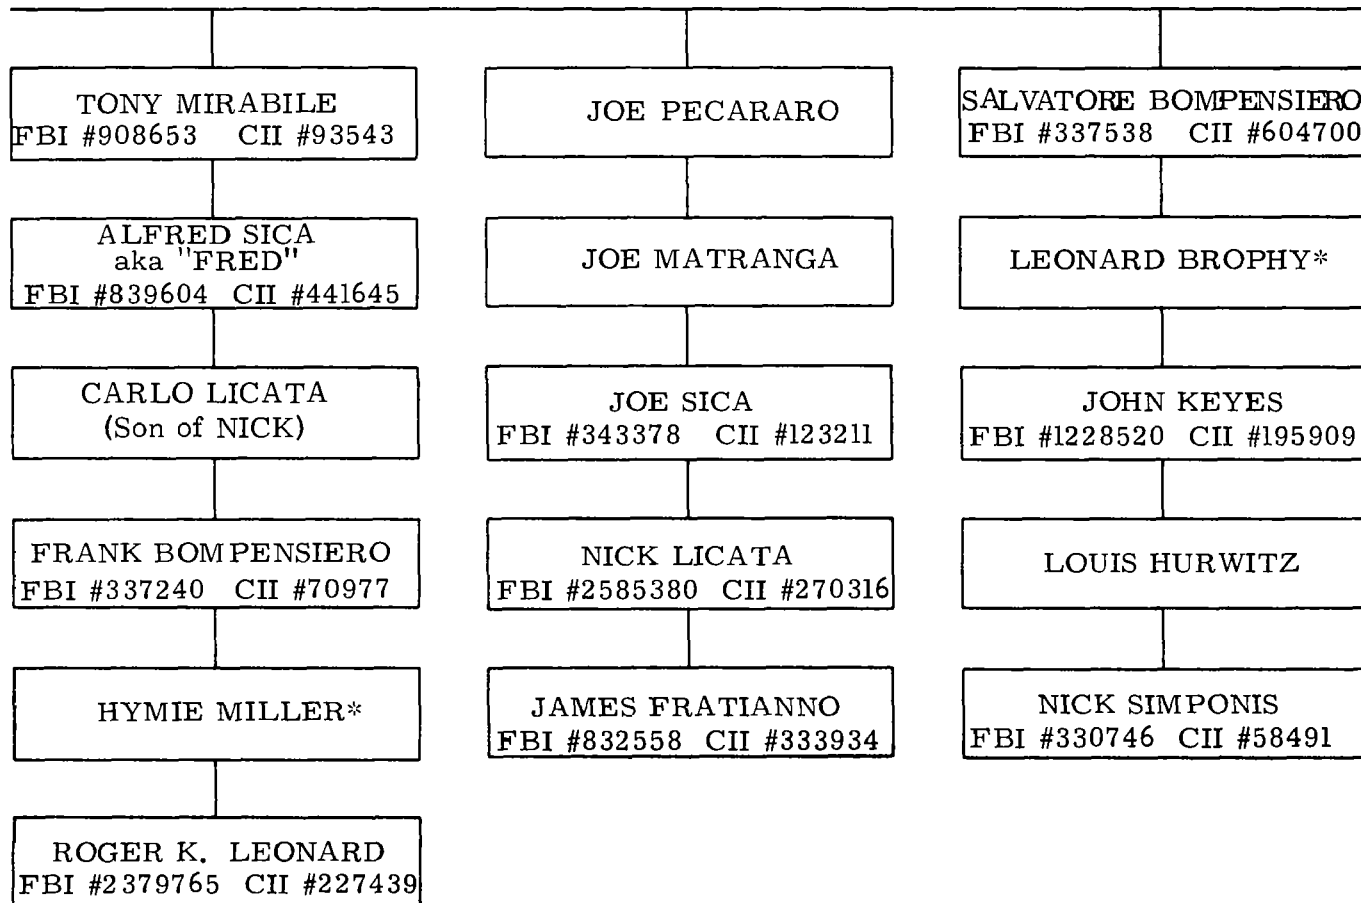 TONY MIRABILE
FBI #908653 CII #93543
ALFRED SICA
aka "FRED"
FBI #839604 CII #441645
CARLO LICATA
(Son of NICK)
FRANK BOMPENSIERO
FBI #337240 CII #70977
HYMIE MILLER*
ROGER K. LEONARD
FBI #2379765 CII #227439
JOE PECARARO
JOE MATRANGA
JOE SICA
FBI #343378 CII #123211
NICK LICATA
FBI #2585380 CII #270316
JAMES FRATIANNO
FBI #832558 CII #333934
SALVATORE BOMPENSIERO
FBI #337538 CII #604700
LEONARD BROPHY*
JOHN KEYES
FBI #1228520 CII #195909
LOUIS HURWITZ
NICK SIMPONIS
FBI #330746 CII #58491